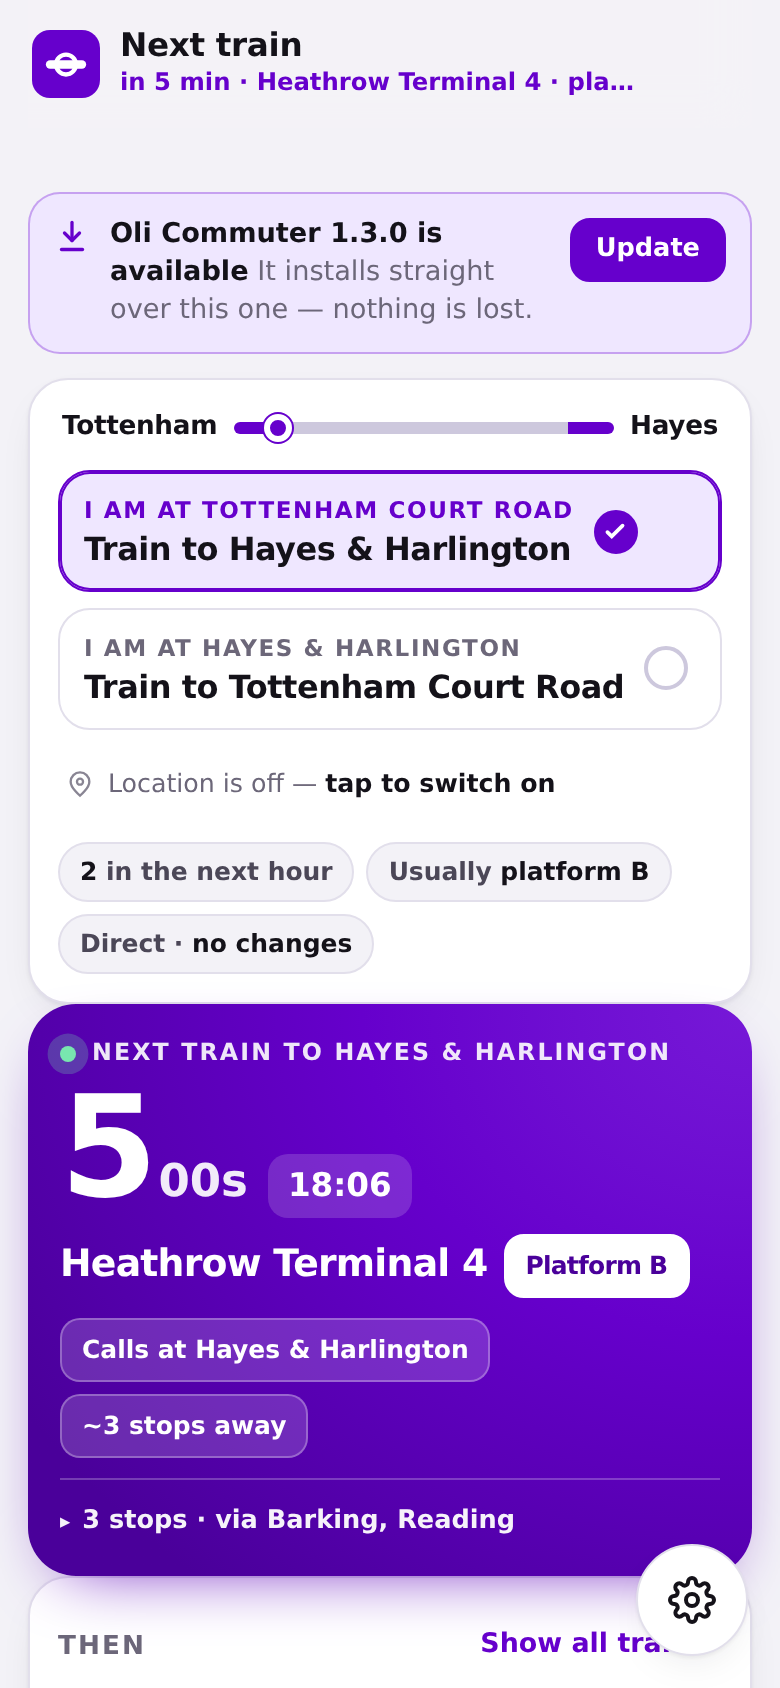 Next train
in 5 min · Heathrow Terminal 4 · pla…
Oli Commuter 1.3.0 is
available It installs straight
over this one — nothing is lost.
Update
Tottenham
Hayes
I AM AT TOTTENHAM COURT ROAD
Train to Hayes & Harlington
I AM AT HAYES & HARLINGTON
Train to Tottenham Court Road
Location is off — tap to switch on
2 in the next hour
Usually platform B
Direct · no changes
NEXT TRAIN TO HAYES & HARLINGTON
5 00s 18:06
Heathrow Terminal 4
Platform B
Calls at Hayes & Harlington
~3 stops away
▸ 3 stops · via Barking, Reading
THEN
Show all